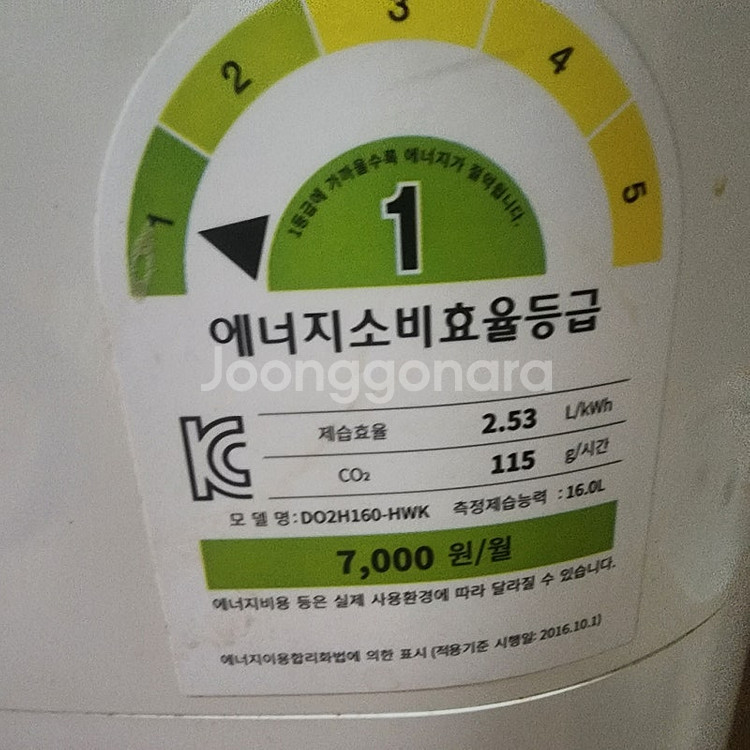 1 2 3 4 5
1등급에 가까울수록 에너지가 절약됩니다.
1
에너지소비효율등급
Joonggonara
제습효율 2.53 L/kWh
CO₂ 115 g/시간
모 델 명:DO2H160-HWK 측정제습능력 :16.0L
7,000 원/월
에너지비용 등은 실제 사용환경에 따라 달라질 수 있습니다.
에너지이용합리화법에 의한 표시 (적용기준 시행일: 2016.10.1)